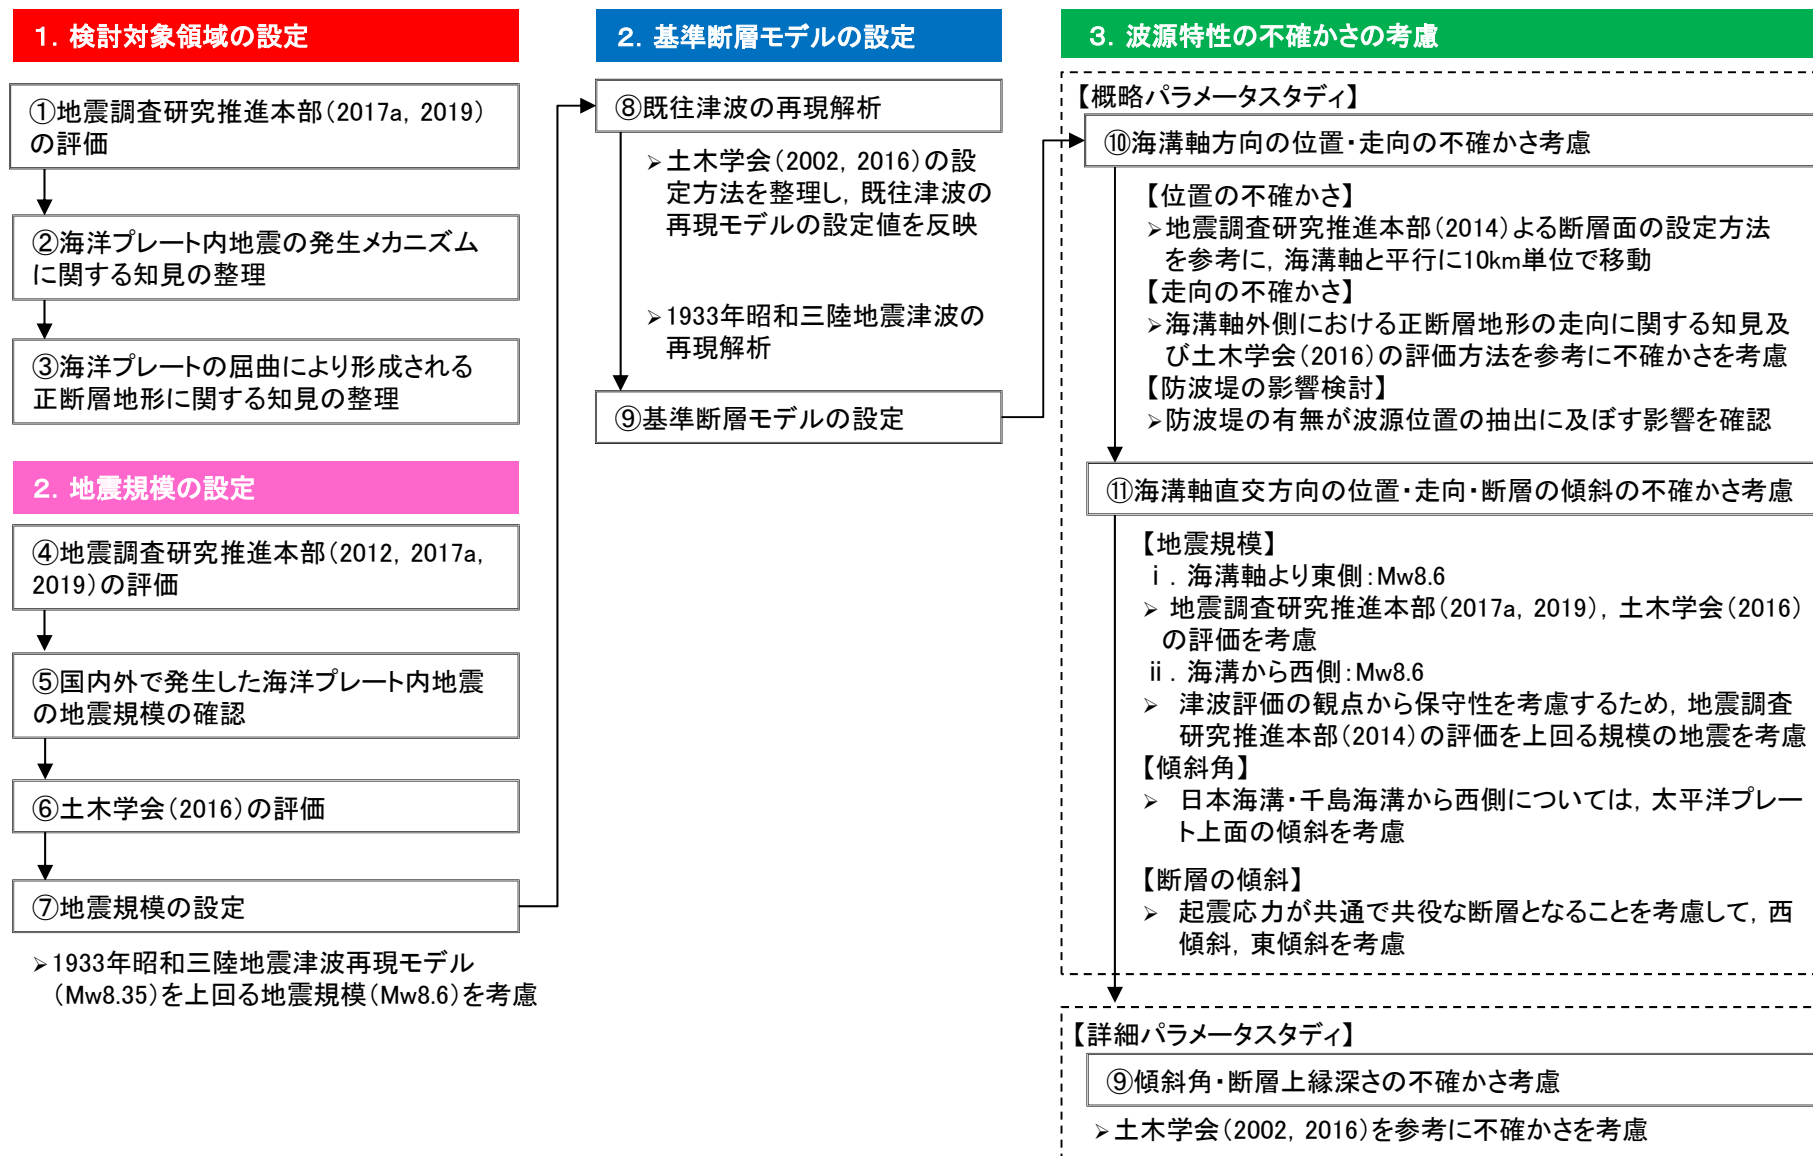 1. 検討対象領域の設定
①地震調査研究推進本部(2017a, 2019)
の評価
②海洋プレート内地震の発生メカニズム
に関する知見の整理
③海洋プレートの屈曲により形成される
正断層地形に関する知見の整理
2. 地震規模の設定
④地震調査研究推進本部(2012, 2017a,
2019)の評価
⑤国内外で発生した海洋プレート内地震
の地震規模の確認
⑥土木学会(2016)の評価
⑦地震規模の設定
➢1933年昭和三陸地震津波再現モデル
(Mw8.35)を上回る地震規模(Mw8.6)を考慮
2. 基準断層モデルの設定
⑧既往津波の再現解析
➢土木学会(2002, 2016)の設
定方法を整理し, 既往津波の
再現モデルの設定値を反映
➢1933年昭和三陸地震津波の
再現解析
⑨基準断層モデルの設定
3. 波源特性の不確かさの考慮
【概略パラメータスタディ】
⑩海溝軸方向の位置・走向の不確かさ考慮
【位置の不確かさ】
➢地震調査研究推進本部(2014)よる断層面の設定方法
を参考に, 海溝軸と平行に10km単位で移動
【走向の不確かさ】
➢海溝軸外側における正断層地形の走向に関する知見及
び土木学会(2016)の評価方法を参考に不確かさを考慮
【防波堤の影響検討】
➢防波堤の有無が波源位置の抽出に及ぼす影響を確認
⑪海溝軸直交方向の位置・走向・断層の傾斜の不確かさ考慮
【地震規模】
ⅰ. 海溝軸より東側:Mw8.6
➢ 地震調査研究推進本部(2017a, 2019), 土木学会(2016)
の評価を考慮
ⅱ. 海溝から西側:Mw8.6
➢ 津波評価の観点から保守性を考慮するため, 地震調査
研究推進本部(2014)の評価を上回る規模の地震を考慮
【傾斜角】
➢ 日本海溝・千島海溝から西側については, 太平洋プレー
ト上面の傾斜を考慮
【断層の傾斜】
➢ 起震応力が共通で共役な断層となることを考慮して, 西
傾斜, 東傾斜を考慮
【詳細パラメータスタディ】
⑨傾斜角・断層上縁深さの不確かさ考慮
➢土木学会(2002, 2016)を参考に不確かさを考慮